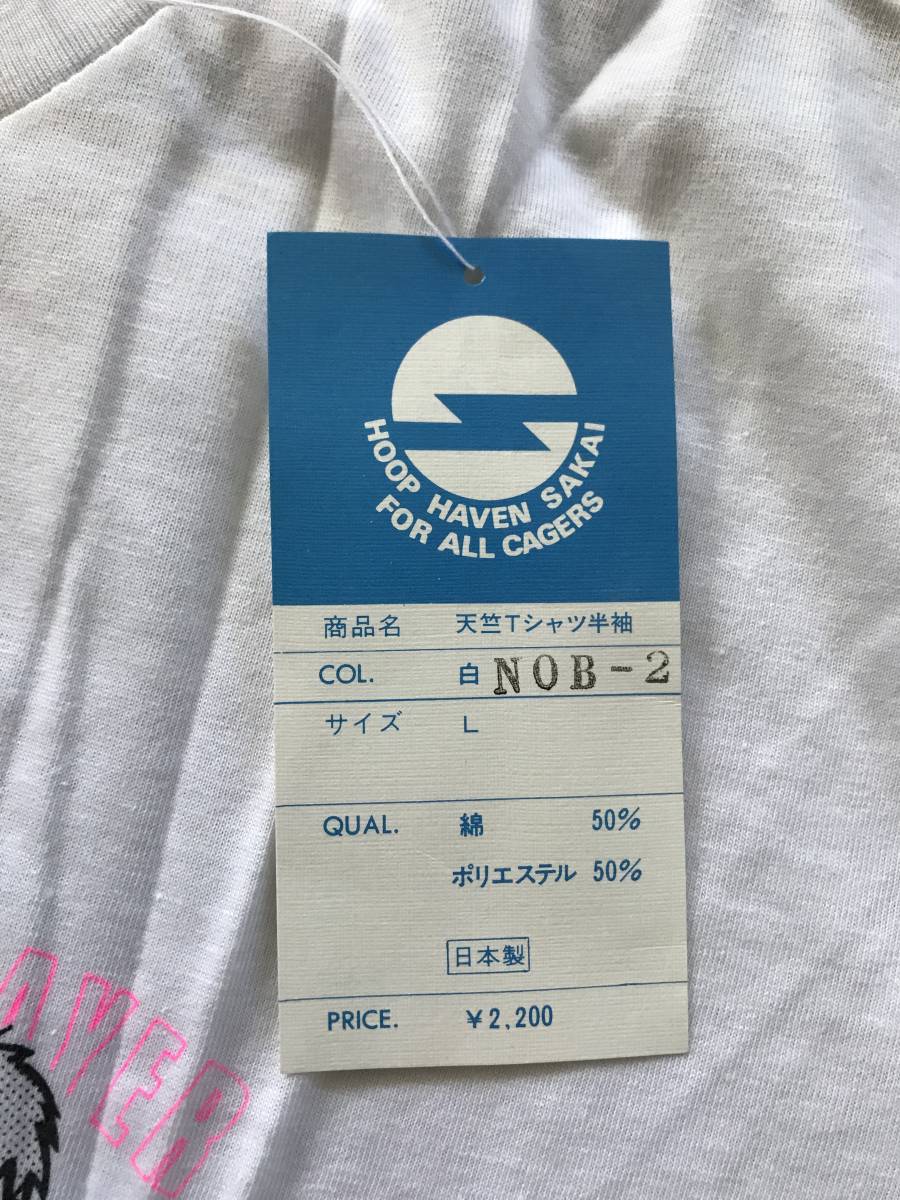 HOOP HAVEN SAKAI
FOR ALL CAGERS
商品名 天竺Tシャツ半袖
COL. 白 NOB-2
サイズ L
QUAL. 綿 50%
ポリエステル 50%
日本製
PRICE. ¥2,200
AYER